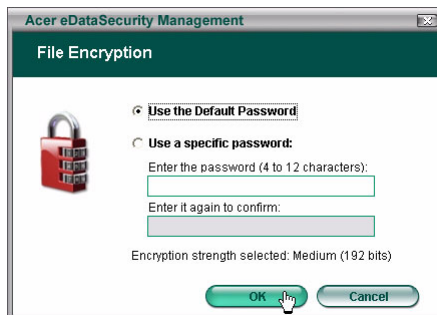 Acer eDataSecurity Management
File Encryption
Use the Default Password
Use a specific password:
Enter the password (4 to 12 characters):
Enter it again to confirm:
Encryption strength selected: Medium (192 bits)
OK
Cancel